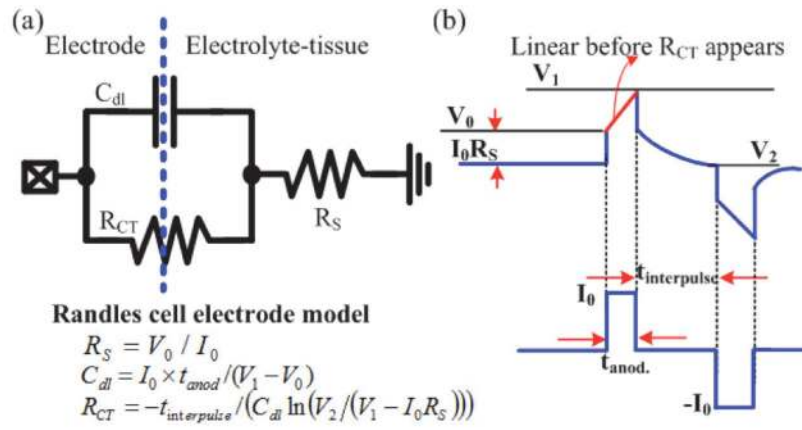 (a)
Electrode
Electrolyte-tissue
C_dl
R_CT
R_S
Randles cell electrode model
R_S = V_0 / I_0
C_dl = I_0 × t_anod /(V_1 − V_0)
R_CT = −t_interpulse /(C_dl ln(V_2/(V_1 − I_0R_S)))
(b)
Linear before R_CT appears
V_1
V_0
I_0R_S
V_2
t_interpulse
I_0
t_anod.
-I_0